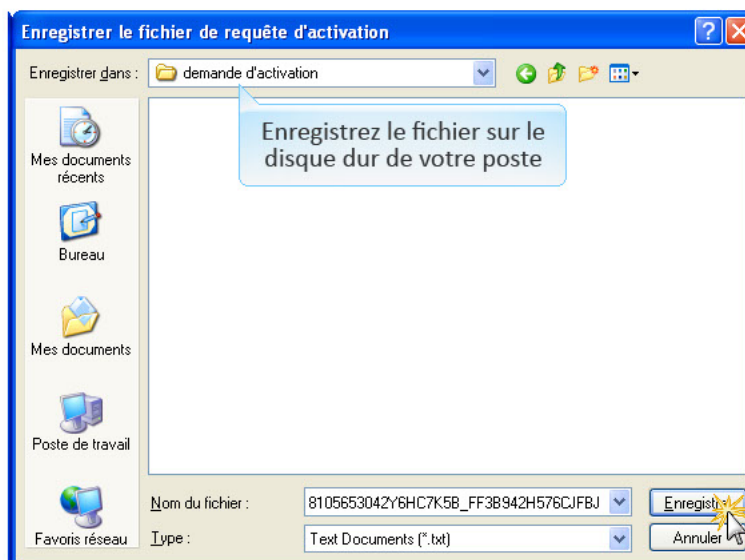 Enregistrer le fichier de requête d'activation
Enregistrer dans :
demande d'activation
Enregistrez le fichier sur le
disque dur de votre poste
Mes documents
récents
Bureau
Mes documents
Poste de travail
Favoris réseau
Nom du fichier :
8105653042Y6HC7K5B_FF3B942H576CJFBJ
Enregistrer
Type :
Text Documents (*.txt)
Annuler